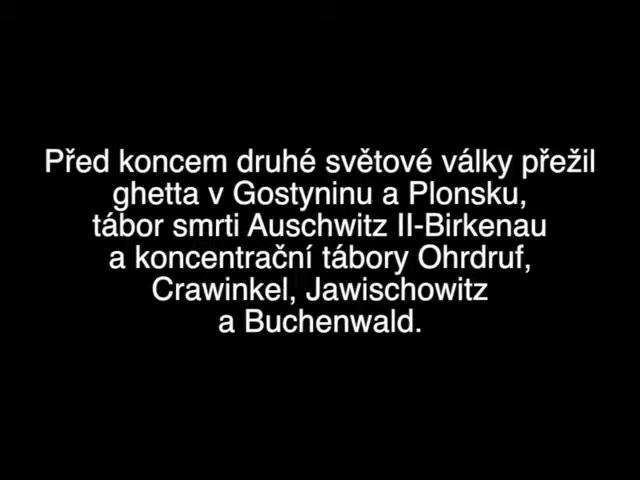 Před koncem druhé světové války přežil
ghetta v Gostyninu a Plonsku,
tábor smrti Auschwitz II-Birkenau
a koncentrační tábory Ohrdruf,
Crawinkel, Jawischowitz
a Buchenwald.